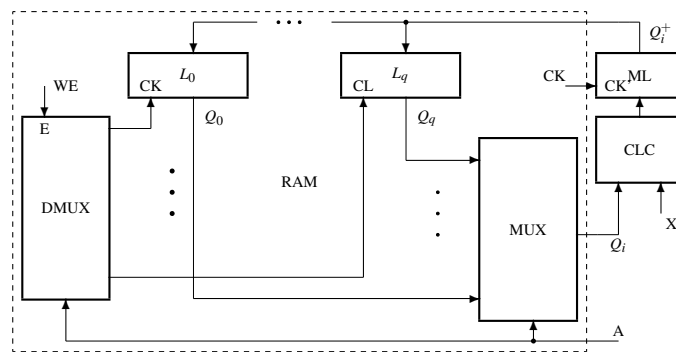 Q_i^+
L_0
CK
L_q
CL
CK
ML
CK'
WE
E
Q_0
Q_q
CLC
DMUX
RAM
MUX
Q_i
X
A